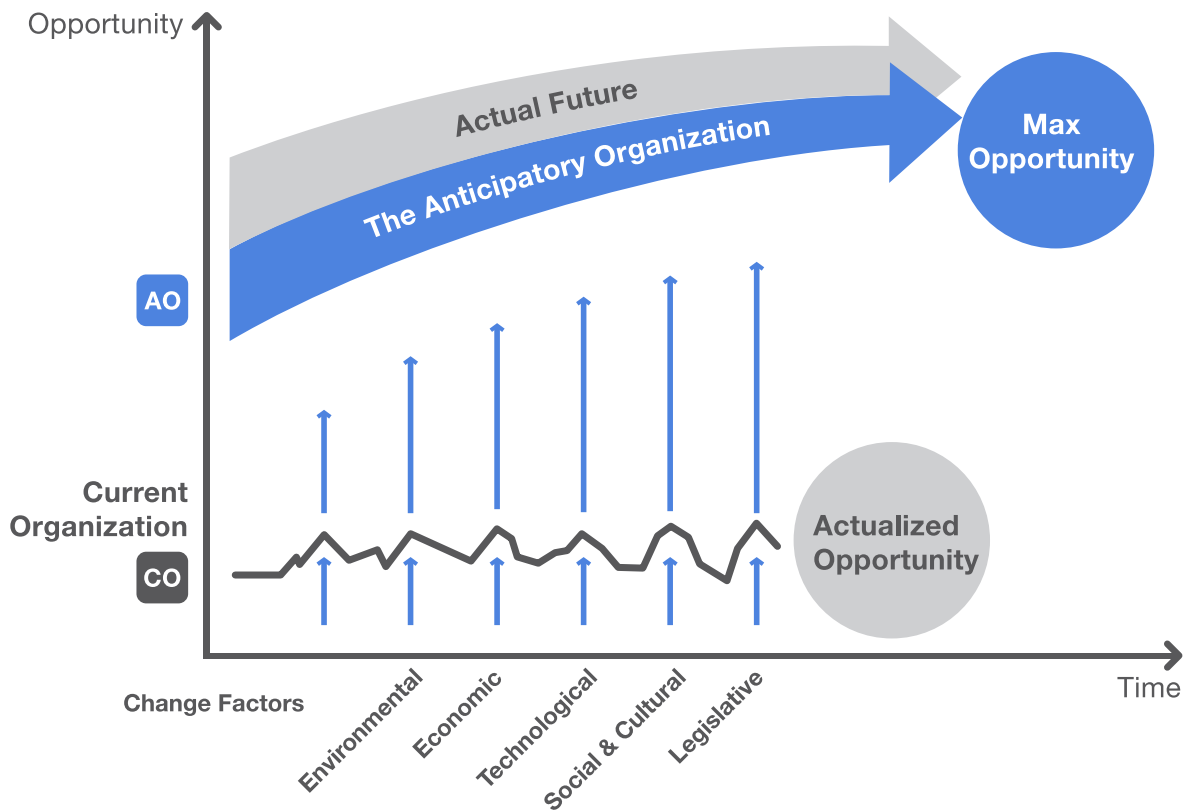 Opportunity
Actual Future
The Anticipatory Organization
Max
Opportunity
AO
Current
Organization
CO
Actualized
Opportunity
Time
Change Factors
Environmental
Economic
Technological
Social & Cultural
Legislative